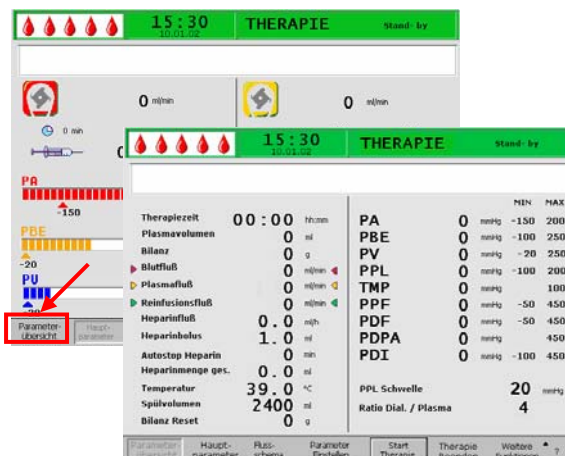 15:30 THERAPIE Stand-by
10.01.02
0 ml/min 0 ml/min
0 min
PA
-150
PBE
-20
PV
-20
Parameter-
übersicht
Haupt-
parameter
15:30 THERAPIE Stand-by
10.01.02
MIN MAX
Therapiezeit 00:00 hh:mm PA 0 mmHg -150 200
Plasmavolumen 0 ml PBE 0 mmHg -100 250
Bilanz 0 g PV 0 mmHg -20 250
Blutfluß 0 ml/min PPL 0 mmHg -100 200
Plasmafluß 0 ml/min TMP 0 mmHg 100
Reinfusionsfluß 0 ml/min PPF 0 mmHg -50 450
Heparinfluß 0.0 ml/h PDF 0 mmHg -50 450
Heparinbolus 1.0 ml PDPA 0 mmHg 450
Autostop Heparin 0 min PDI 0 mmHg -100 450
Heparinmenge ges. 0.0 ml
Temperatur 39.0 °C PPL Schwelle 20 mmHg
Spülvolumen 2400 ml Ratio Dial. / Plasma 4
Bilanz Reset 0 g
Parameter- Haupt- Fluss- Parameter Start Therapie Weitere ?
übersicht parameter schema Einstellen Therapie Beenden Funktionen